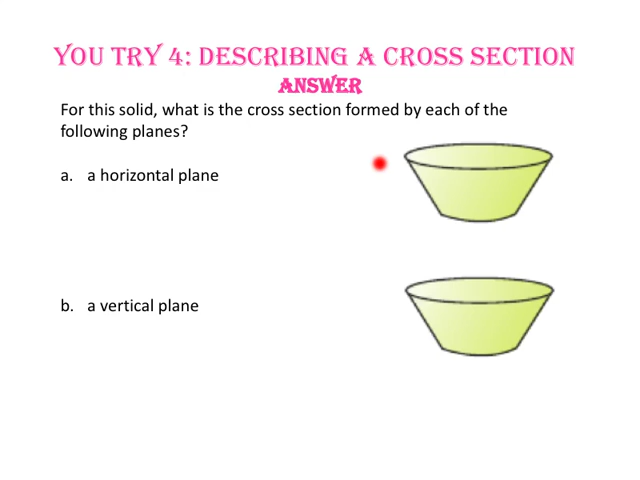 YOU TRY 4: DESCRIBING A CROSS SECTION
ANSWER
For this solid, what is the cross section formed by each of the
following planes?
a. a horizontal plane
b. a vertical plane